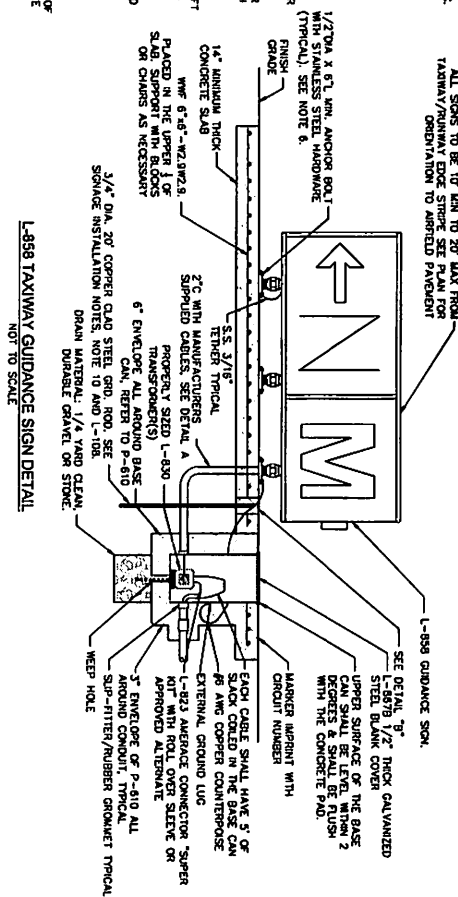 ALL SIGNS TO BE 10' MIN TO 20' MAX FROM
TAXIWAY/RUNWAY EDGE STRIPE SEE PLAN FOR
ORIENTATION TO AIRFIELD PAVEMENT
1/2"DIA X 6"L MIN. ANCHOR BOLT
WITH STAINLESS STEEL HARDWARE
(TYPICAL). SEE NOTE 6.
FINISH
GRADE
14" MINIMUM THICK
CONCRETE SLAB
WWF 6"x6"-W2.9W2.9.
PLACED IN THE UPPER
SLAB. SUPPORT WITH BLOCKS
OR CHAIRS AS NECESSARY
← N M
S.S. 3/16"
TETHER TYPICAL
2"C WITH MANUFACTURERS
SUPPLIED CABLES, SEE DETAIL A
PROPERLY SIZED L-830
TRANSFORMER(S)
6" ENVELOPE ALL AROUND BASE
CAN, REFER TO P-610
3/4" DIA. 20' COPPER CLAD STEEL GRD. ROD, SEE
SIGNAGE INSTALLATION NOTES, NOTE 10 AND L-108.
DRAIN MATERIAL: 1/4 YARD CLEAN,
DURABLE GRAVEL OR STONE.
L-858 GUIDANCE SIGN.
SEE DETAIL "B"
L-867B 1/2" THICK GALVANIZED
STEEL BLANK COVER
UPPER SURFACE OF THE BASE
CAN SHALL BE LEVEL WITHIN 2
DEGREES & SHALL BE FLUSH
WITH THE CONCRETE PAD.
MARKER IMPRINT WITH
CIRCUIT NUMBER
EACH CABLE SHALL HAVE 5' OF
SLACK COILED IN THE BASE CAN
AWG COPPER COUNTERPOISE
EXTERNAL GROUND LUG
L-823 AMERACE CONNECTOR "SUPER
KIT" WITH ROLL OVER SLEEVE OR
APPROVED ALTERNATE
3" ENVELOPE OF P-610 ALL
AROUND CONDUIT, TYPICAL
SLIP-FITTER/RUBBER GROMMET TYPICAL
WEEP HOLE
L-858 TAXIWAY GUIDANCE SIGN DETAIL
NOT TO SCALE